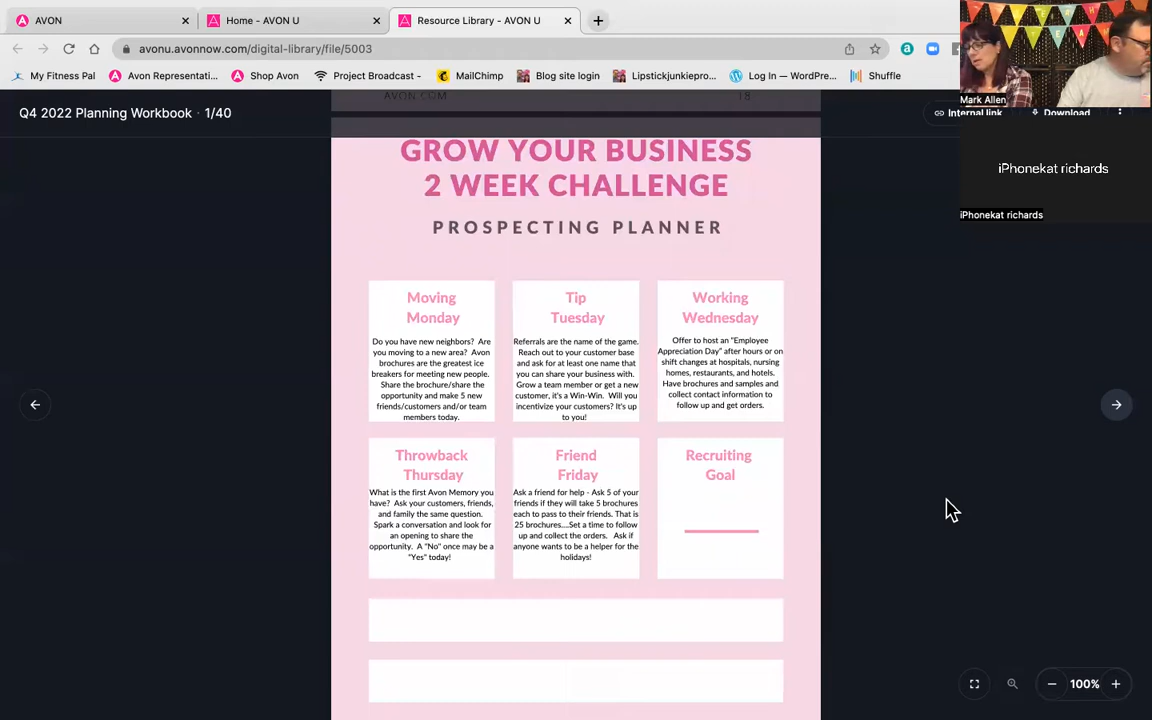 AVON
Home - AVON U
Resource Library - AVON U
avonu.avonnow.com/digital-library/file/5003
My Fitness Pal
Avon Representati...
Shop Avon
Project Broadcast -
MailChimp
Blog site login
Lipstickjunkiepro...
Log In — WordPre...
Shuffle
Mark Allen
Q4 2022 Planning Workbook · 1/40
Internal link
Download
AVON.COM
18
iPhonekat richards
iPhonekat richards
GROW YOUR BUSINESS
2 WEEK CHALLENGE
PROSPECTING PLANNER
Moving
Monday
Do you have new neighbors? Are
you moving to a new area? Avon
brochures are the greatest ice
breakers for meeting new people.
Share the brochure/share the
opportunity and make 5 new
friends/customers and/or team
members today.
Tip
Tuesday
Referrals are the name of the game.
Reach out to your customer base
and ask for at least one name that
you can share your business with.
Grow a team member or get a new
customer, it's a Win-Win. Will you
incentivize your customers? It's up
to you!
Working
Wednesday
Offer to host an "Employee
Appreciation Day" after hours or on
shift changes at hospitals, nursing
homes, restaurants, and hotels.
Have brochures and samples and
collect contact information to
follow up and get orders.
Throwback
Thursday
What is the first Avon Memory you
have? Ask your customers, friends,
and family the same question.
Spark a conversation and look for
an opening to share the
opportunity. A "No" once may be a
"Yes" today!
Friend
Friday
Ask a friend for help - Ask 5 of your
friends if they will take 5 brochures
each to pass to their friends. That is
25 brochures....Set a time to follow
up and collect the orders. Ask if
anyone wants to be a helper for the
holidays!
Recruiting
Goal
100%